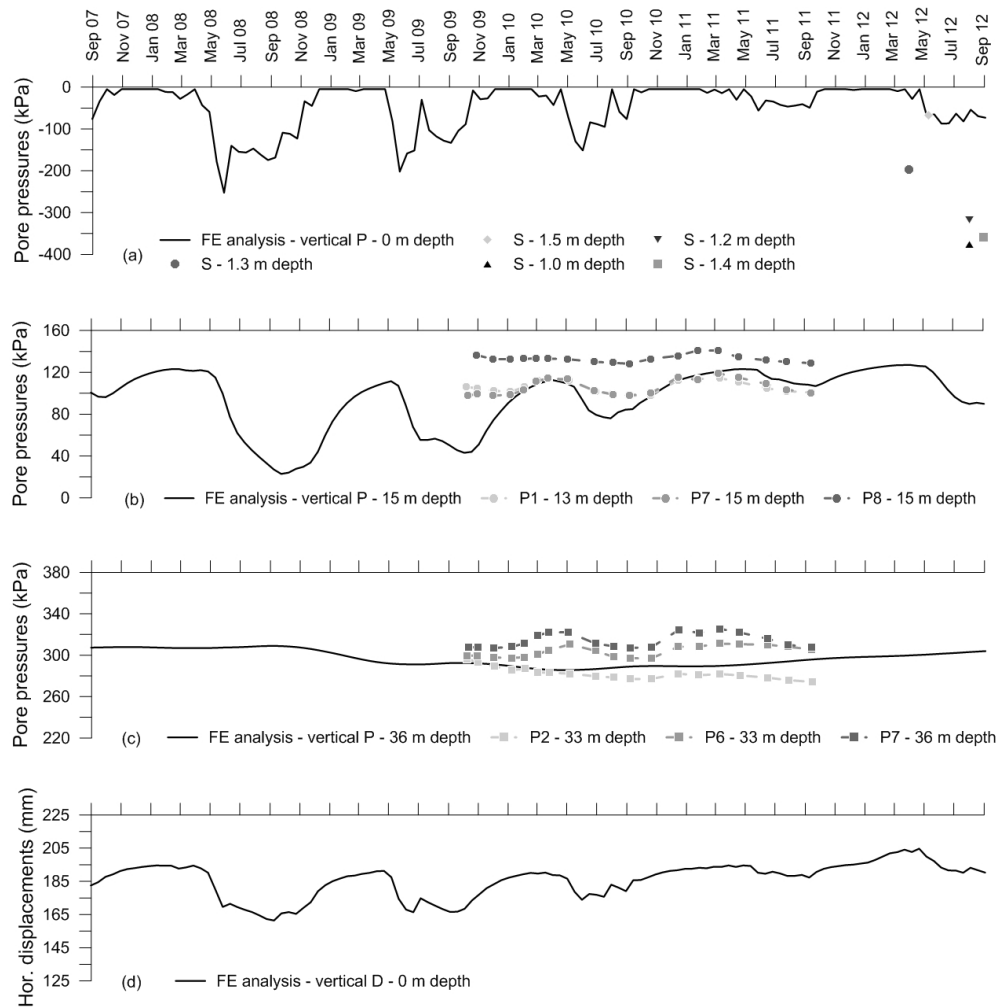 Sep 07 Nov 07 Jan 08 Mar 08 May 08 Jul 08 Sep 08 Nov 08 Jan 09 Mar 09 May 09 Jul 09 Sep 09 Nov 09 Jan 10 Mar 10 May 10 Jul 10 Sep 10 Nov 10 Jan 11 Mar 11 May 11 Jul 11 Sep 11 Nov 11 Jan 12 Mar 12 May 12 Jul 12 Sep 12
Pore pressures (kPa)
0
-100
-200
-300
-400
FE analysis - vertical P - 0 m depth S - 1.5 m depth S - 1.2 m depth
(a) S - 1.3 m depth S - 1.0 m depth S - 1.4 m depth
Pore pressures (kPa)
160
120
80
40
0
(b) FE analysis - vertical P - 15 m depth P1 - 13 m depth P7 - 15 m depth P8 - 15 m depth
Pore pressures (kPa)
380
340
300
260
220
(c) FE analysis - vertical P - 36 m depth P2 - 33 m depth P6 - 33 m depth P7 - 36 m depth
Hor. displacements (mm)
225
205
185
165
145
125
(d) FE analysis - vertical D - 0 m depth